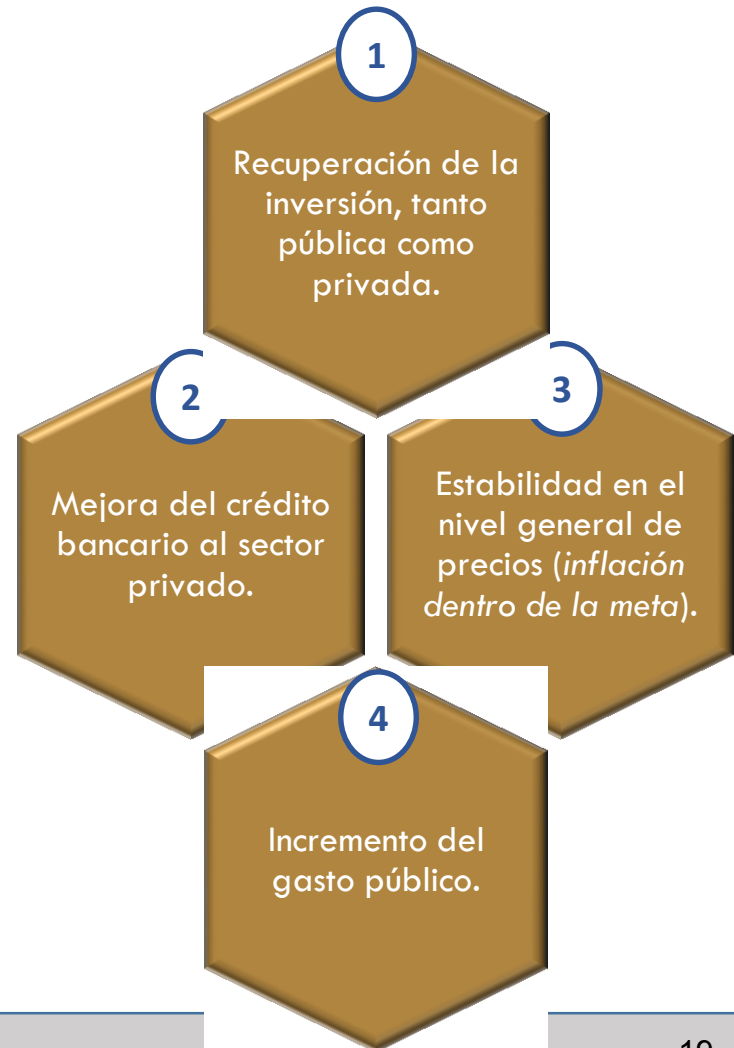 1
Recuperación de la
inversión, tanto
pública como
privada.
2
Mejora del crédito
bancario al sector
privado.
3
Estabilidad en el
nivel general de
precios (inflación
dentro de la meta).
4
Incremento del
gasto público.